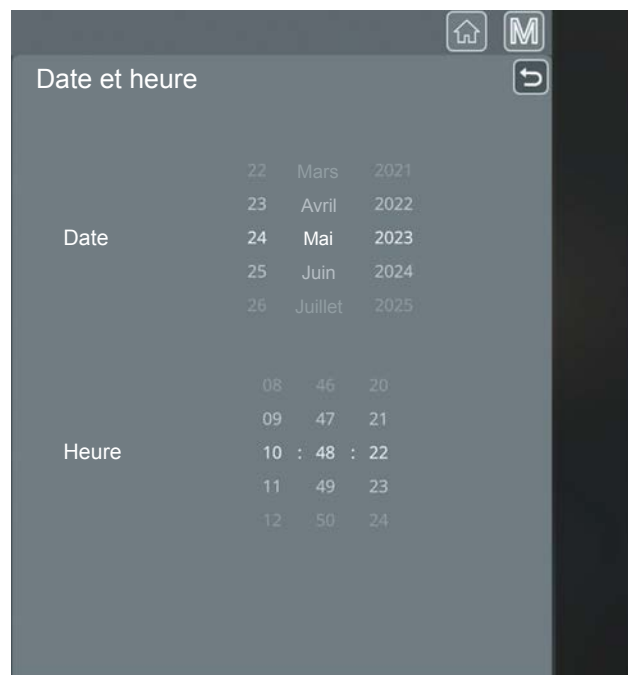 M
Date et heure
22 Mars 2021
23 Avril 2022
Date 24 Mai 2023
25 Juin 2024
26 Juillet 2025
08 46 20
09 47 21
Heure 10 : 48 : 22
11 49 23
12 50 24